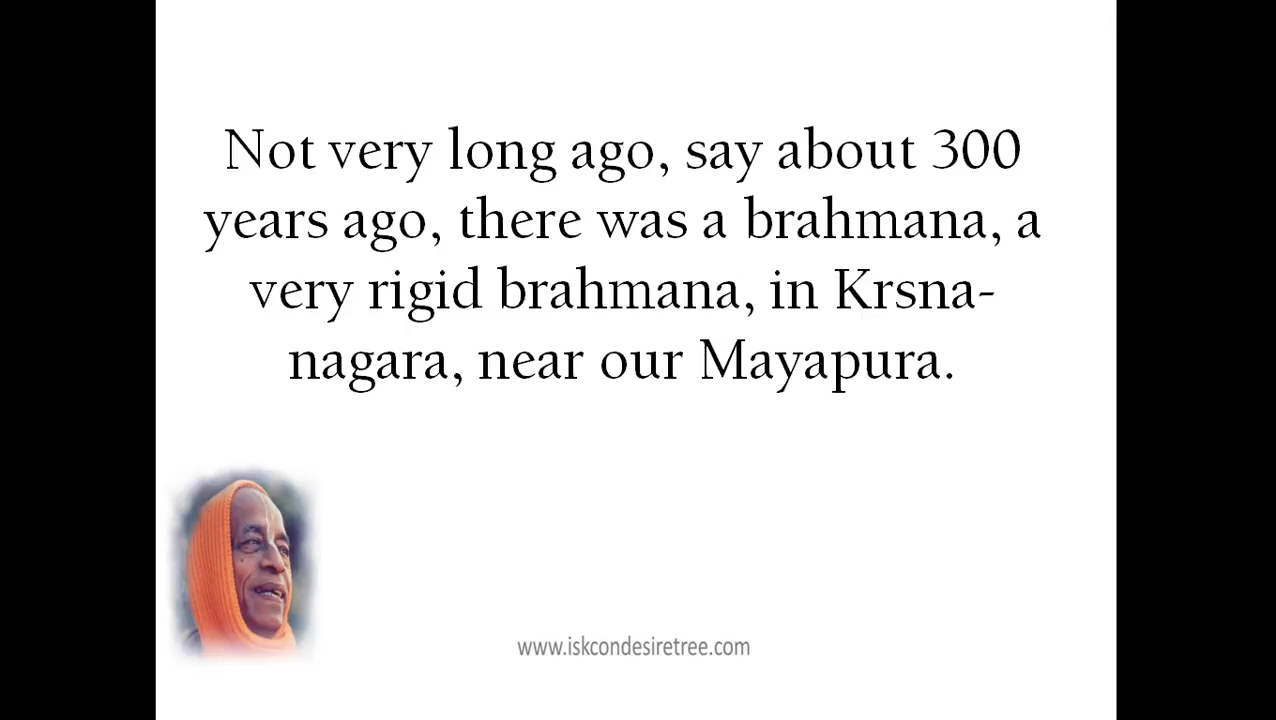 Not very long ago, say about 300
years ago, there was a brahmana, a
very rigid brahmana, in Krsna-
nagara, near our Mayapura.
www.iskcondesiretree.com